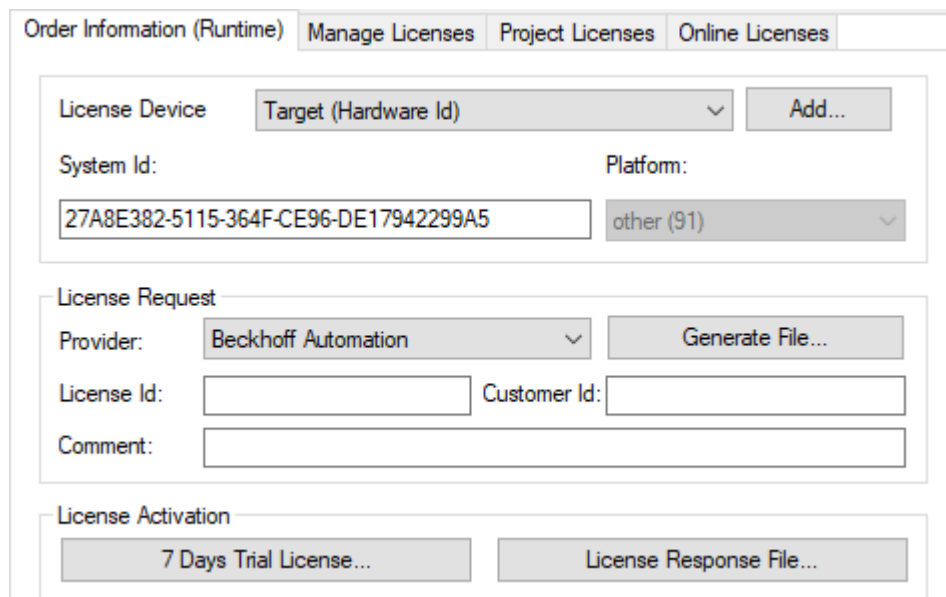 Order Information (Runtime) Manage Licenses Project Licenses Online Licenses
License Device Target (Hardware Id) Add...
System Id: Platform:
27A8E382-5115-364F-CE96-DE17942299A5 other (91)
License Request
Provider: Beckhoff Automation Generate File...
License Id: Customer Id:
Comment:
License Activation
7 Days Trial License... License Response File...